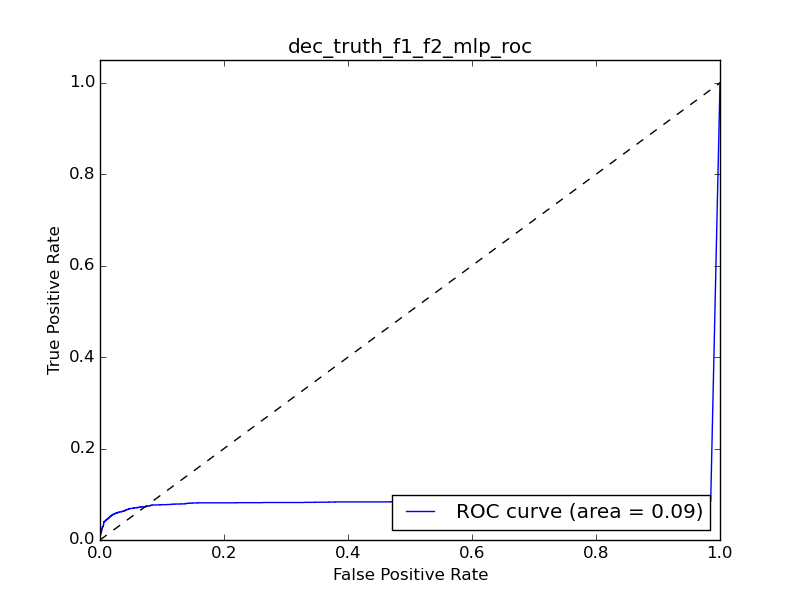 dec_truth_f1_f2_mlp_roc
True Positive Rate
1.0
0.8
0.6
0.4
0.2
0.0
ROC curve (area = 0.09)
0.0 0.2 0.4 0.6 0.8 1.0
False Positive Rate